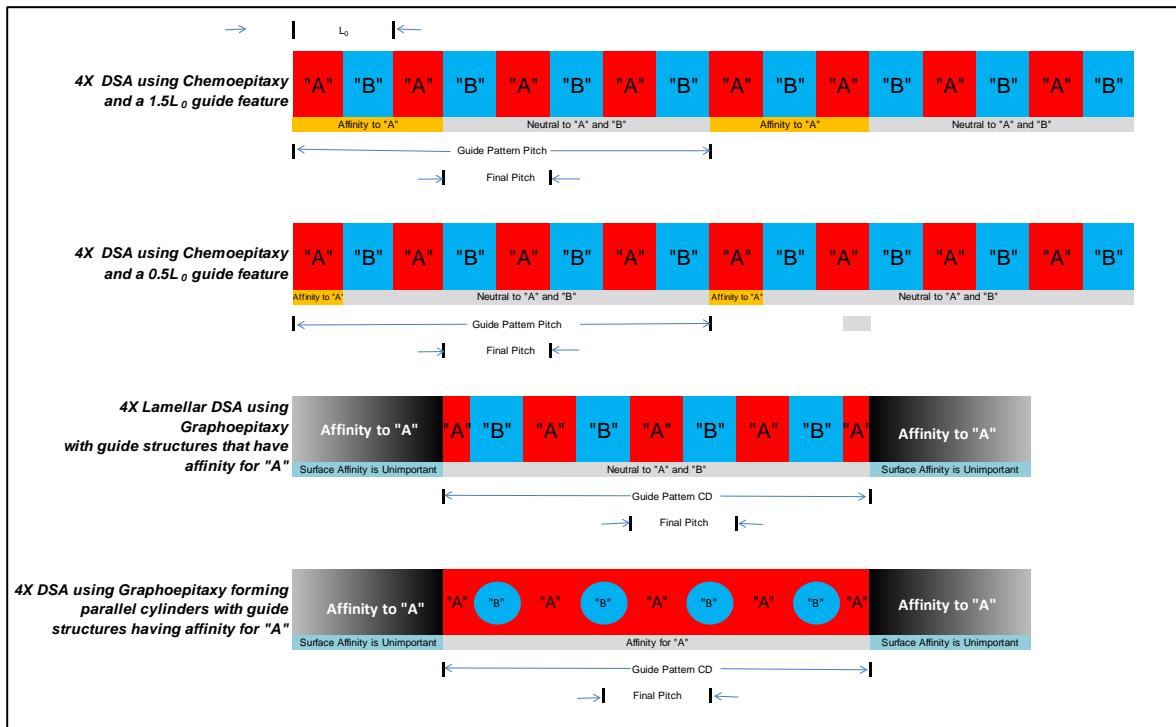 L₀
4X DSA using Chemoepitaxy
and a 1.5L₀ guide feature
"A" "B" "A" "B" "A" "B" "A" "B" "A" "B" "A" "B" "A" "B" "A" "B"
Affinity to "A" Neutral to "A" and "B" Affinity to "A" Neutral to "A" and "B"
Guide Pattern Pitch
Final Pitch
4X DSA using Chemoepitaxy
and a 0.5L₀ guide feature
"A" "B" "A" "B" "A" "B" "A" "B" "A" "B" "A" "B" "A" "B" "A" "B"
Affinity to "A" Neutral to "A" and "B" Affinity to "A" Neutral to "A" and "B"
Guide Pattern Pitch
Final Pitch
4X Lamellar DSA using
Graphoepitaxy
with guide structures that have
affinity for "A"
Affinity to "A" "A" "B" "A" "B" "A" "B" "A" "B" "A" Affinity to "A"
Surface Affinity is Unimportant Neutral to "A" and "B" Surface Affinity is Unimportant
Guide Pattern CD
Final Pitch
4X DSA using Graphoepitaxy forming
parallel cylinders with guide
structures having affinity for "A"
Affinity to "A" "A" "B" "A" "B" "A" "B" "A" "B" "A" Affinity to "A"
Surface Affinity is Unimportant Affinity for "A" Surface Affinity is Unimportant
Guide Pattern CD
Final Pitch